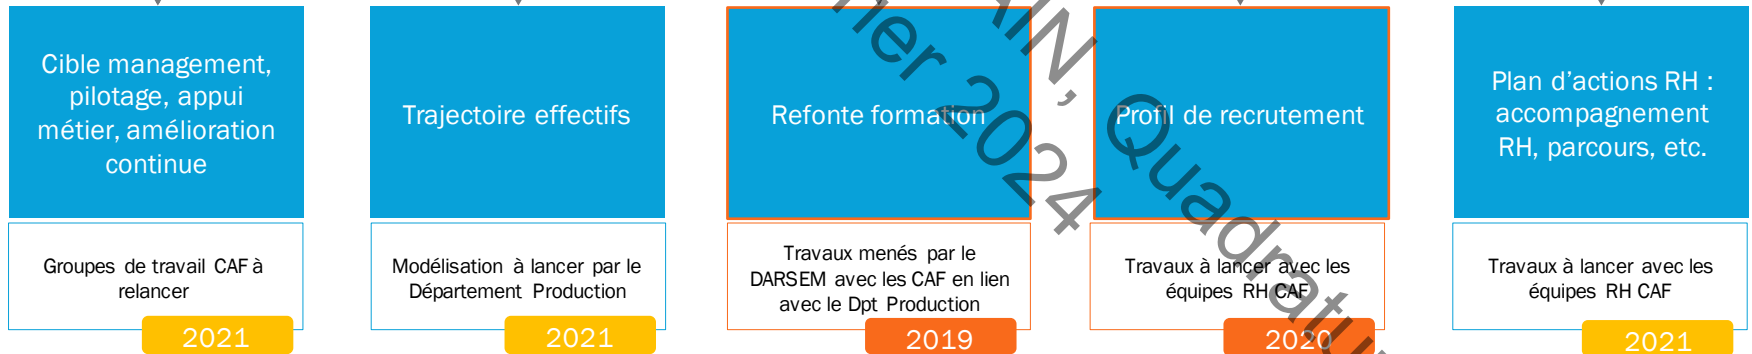 Cible management,
pilotage, appui
métier, amélioration
continue
Groupes de travail CAF à
relancer
2021
Trajectoire effectifs
Modélisation à lancer par le
Département Production
2021
Refonte formation
Travaux menés par le
DARSEM avec les CAF en lien
avec le Dpt Production
2019
Profil de recrutement
Travaux à lancer avec les
équipes RH CAF
2020
Plan d'actions RH :
accompagnement
RH, parcours, etc.
Travaux à lancer avec les
équipes RH CAF
2021
2024